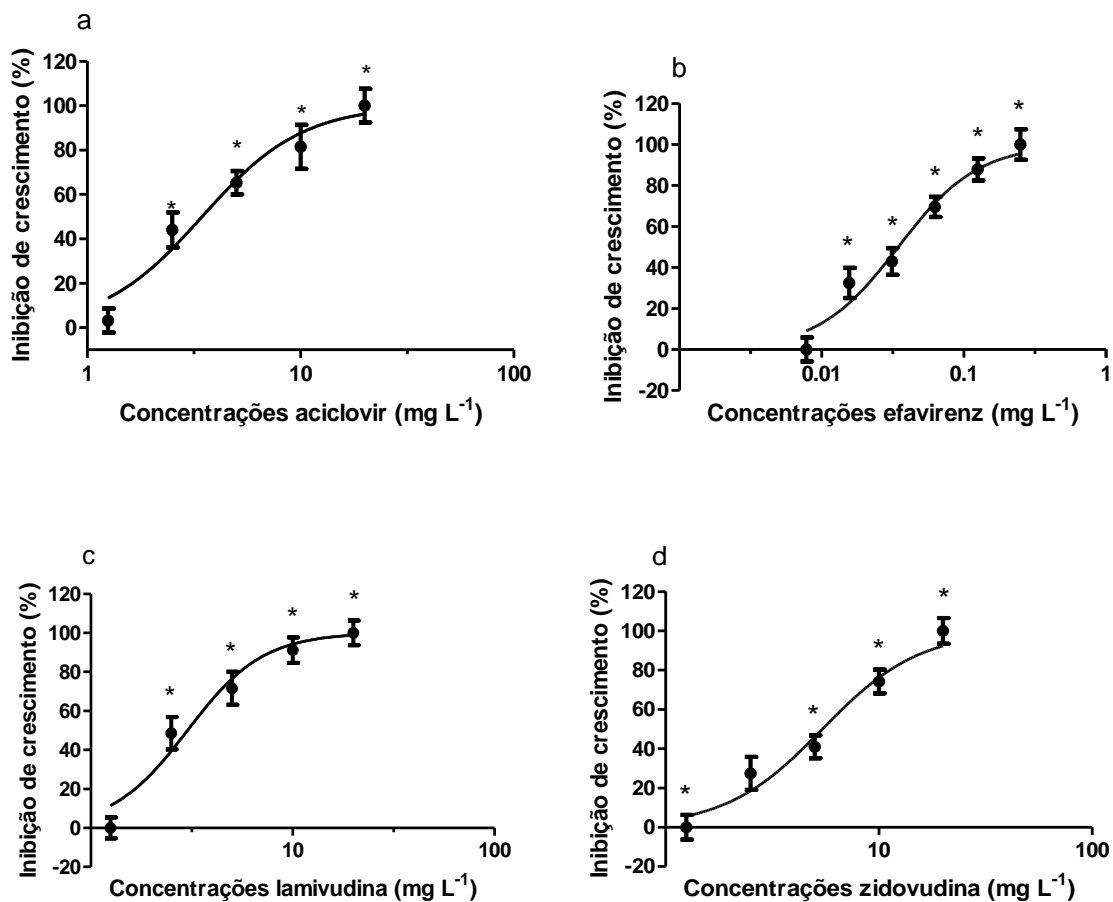 a
Inibição de crescimento (%)
120
100
80
60
40
20
0
* * * *
1 10 100
Concentrações aciclovir (mg L⁻¹)
b
Inibição de crescimento (%)
120
100
80
60
40
20
0
-20
* * * * *
0.01 0.1 1
Concentrações efavirenz (mg L⁻¹)
c
Inibição de crescimento (%)
120
100
80
60
40
20
0
-20
* * * *
10 100
Concentrações lamivudina (mg L⁻¹)
d
Inibição de crescimento (%)
120
100
80
60
40
20
0
-20
* * * *
10 100
Concentrações zidovudina (mg L⁻¹)